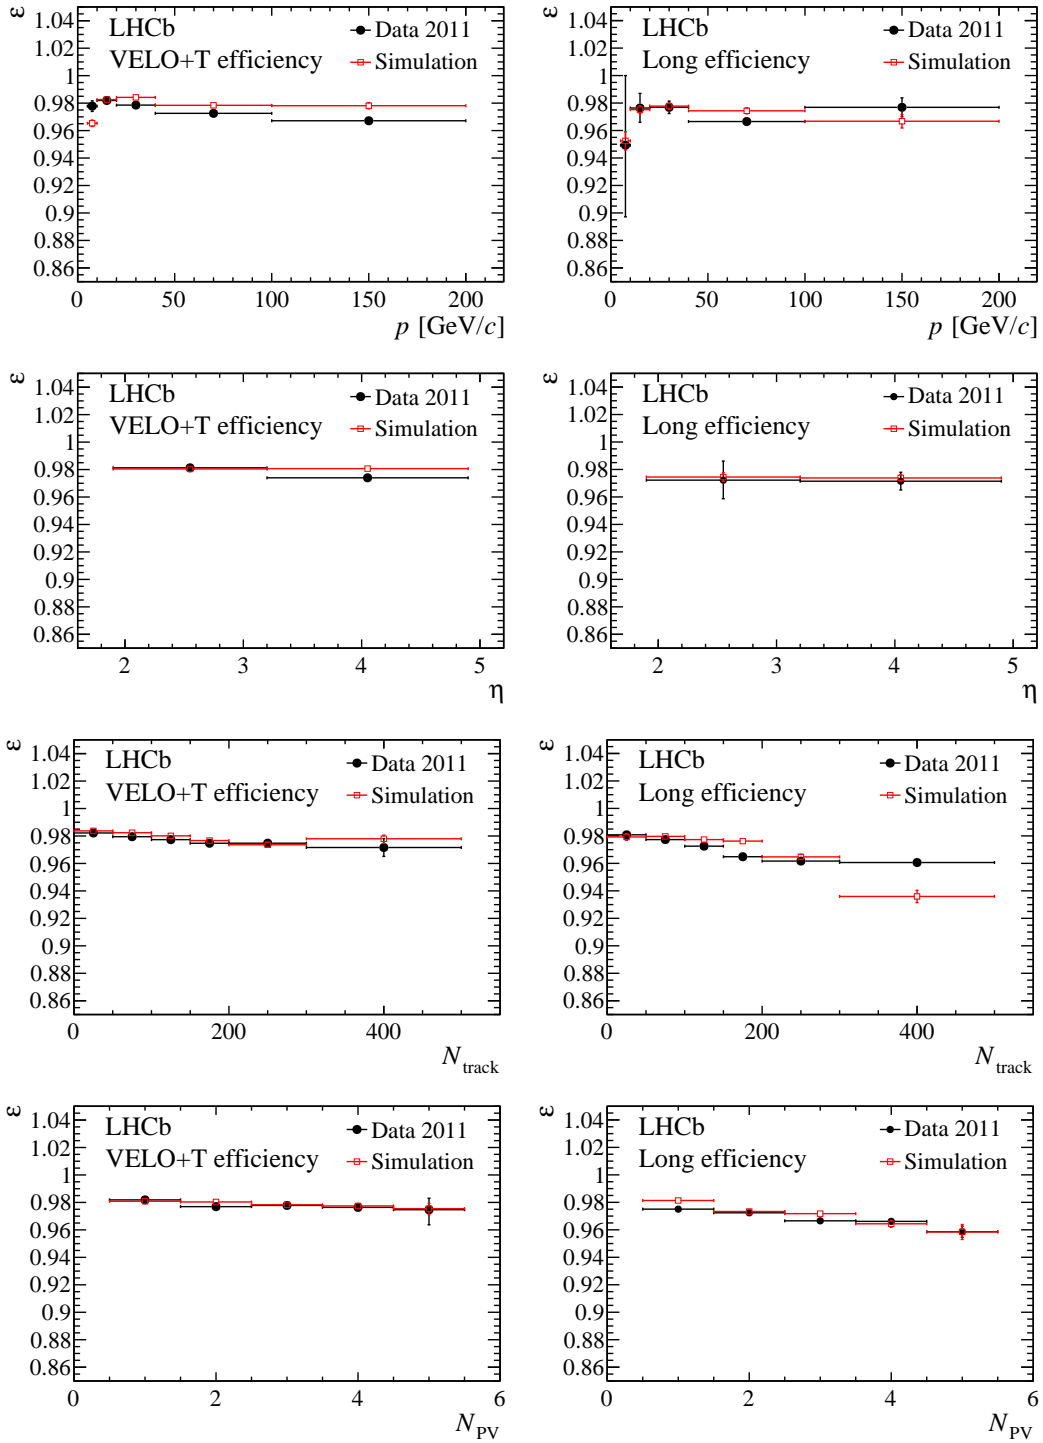 ε
1.04
1.02
1
0.98
0.96
0.94
0.92
0.9
0.88
0.86
LHCb
VELO+T efficiency
Data 2011
Simulation
0 50 100 150 200
p [GeV/c]
ε
1.04
1.02
1
0.98
0.96
0.94
0.92
0.9
0.88
0.86
LHCb
Long efficiency
Data 2011
Simulation
0 50 100 150 200
p [GeV/c]
ε
1.04
1.02
1
0.98
0.96
0.94
0.92
0.9
0.88
0.86
LHCb
VELO+T efficiency
Data 2011
Simulation
2 3 4 5
η
ε
1.04
1.02
1
0.98
0.96
0.94
0.92
0.9
0.88
0.86
LHCb
Long efficiency
Data 2011
Simulation
2 3 4 5
η
ε
1.04
1.02
1
0.98
0.96
0.94
0.92
0.9
0.88
0.86
LHCb
VELO+T efficiency
Data 2011
Simulation
0 200 400
N track
ε
1.04
1.02
1
0.98
0.96
0.94
0.92
0.9
0.88
0.86
LHCb
Long efficiency
Data 2011
Simulation
0 200 400
N track
ε
1.04
1.02
1
0.98
0.96
0.94
0.92
0.9
0.88
0.86
LHCb
VELO+T efficiency
Data 2011
Simulation
0 2 4 6
N PV
ε
1.04
1.02
1
0.98
0.96
0.94
0.92
0.9
0.88
0.86
LHCb
Long efficiency
Data 2011
Simulation
0 2 4 6
N PV